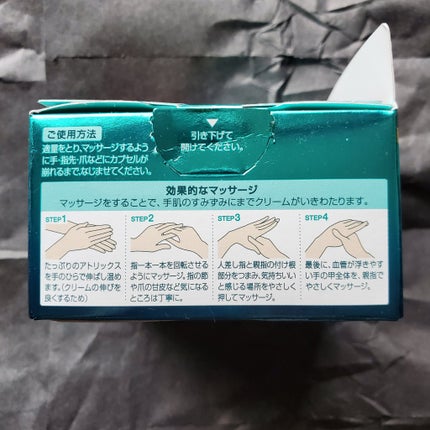 ご使用方法
適量をとり、マッサージするよう
に手・指先・爪などにカプセルが
崩れるまで、なじませてください。
引き下げて
開けてください。
効果的なマッサージ
マッサージをすることで、手肌のすみずみにまでクリームがいきわたります。
STEP1
たっぷりのアトリックス
を手のひらで伸ばし温め
ます。(クリームの伸びを
良くするため)
STEP2
指一本一本を回転させる
ようにマッサージ。指の節
や爪の甘皮など気になる
ところは丁寧に。
STEP3
人差し指と親指の付け根
部分をつまみ、気持ちいい
と感じる場所をやさしく
押してマッサージ。
STEP4
最後に、血管が浮きやす
い手の甲全体を、親指で
やさしくマッサージ。